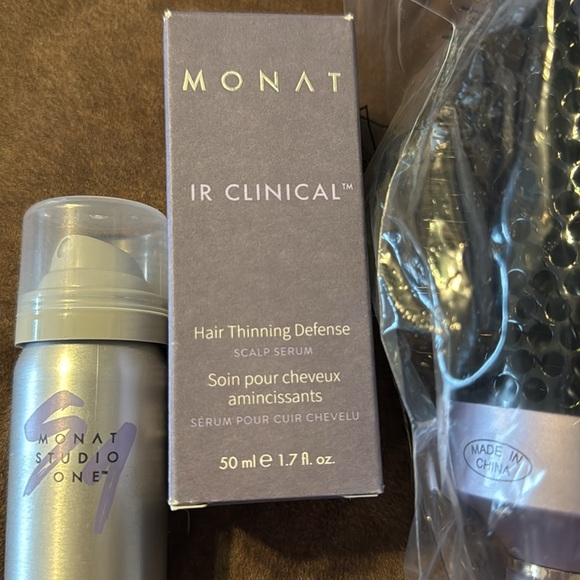 MONAT
IR CLINICAL™
Hair Thinning Defense
SCALP SERUM
Soin pour cheveux
amincissants
SÉRUM POUR CUIR CHEVELU
50 ml e 1.7 fl. oz.
MONAT
STUDIO
ONE™
MADE IN
CHINA